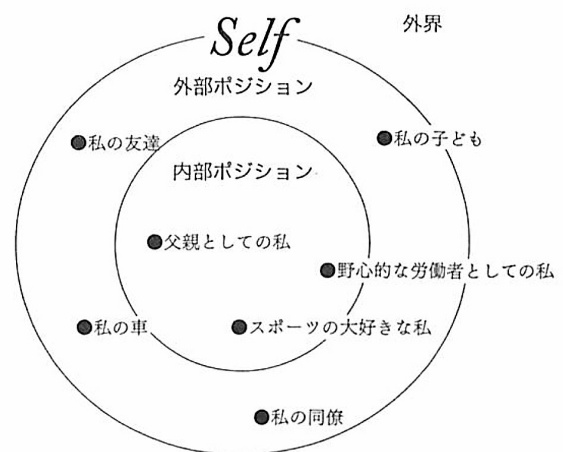 Self
外界
外部ポジション
私の友達
私の子ども
内部ポジション
父親としての私
野心的な労働者としての私
私の車
スポーツの大好きな私
私の同僚